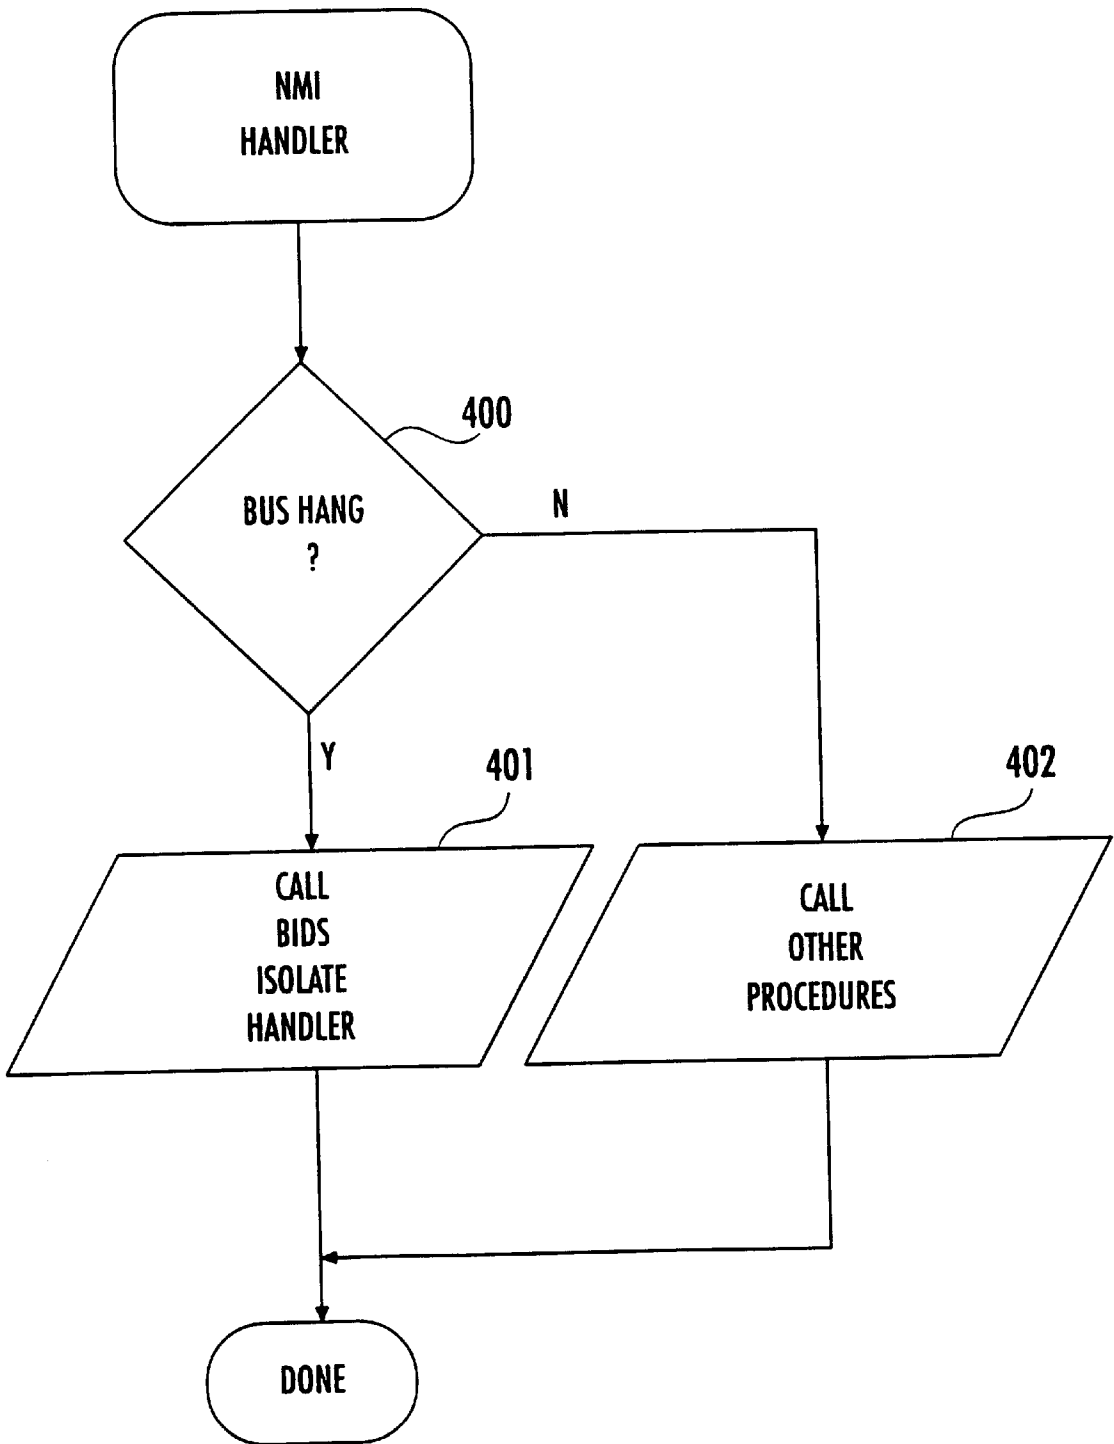 NMI
HANDLER
400
BUS HANG
?
N
Y
401
402
CALL
BIDS
ISOLATE
HANDLER
CALL
OTHER
PROCEDURES
DONE